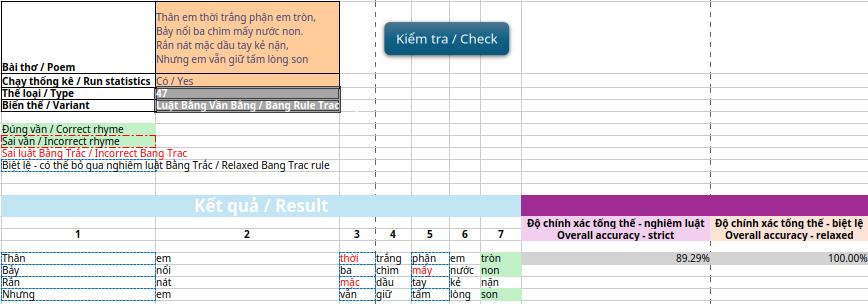 Thân em thời trắng phận em tròn,
Bảy nổi ba chìm mấy nước non.
Rắn nát mặc dầu tay kẻ nặn,
Nhưng em vẫn giữ tấm lòng son
Kiểm tra / Check
Bài thơ / Poem
Chạy thống kê / Run statistics Có / Yes
Thể loại / Type 47
Biến thể / Variant Luật Bằng Vần Bằng / Bang Rule Trac
Đúng vần / Correct rhyme
Sai vần / Incorrect rhyme
Sai luật Bằng Trắc / Incorrect Bang Trac
Biệt lệ - có thể bỏ qua nghiêm luật Bằng Trắc / Relaxed Bang Trac rule
Kết quả / Result
Độ chính xác tổng thể - nghiêm luật Độ chính xác tổng thể - biệt lệ
1 2 3 4 5 6 7 Overall accuracy - strict Overall accuracy - relaxed
Thân em thời trắng phận em tròn 89.29% 100.00%
Bảy nổi ba chìm mấy nước non
Rắn nát mặc dầu tay kẻ nặn
Nhưng em vẫn giữ tấm lòng son